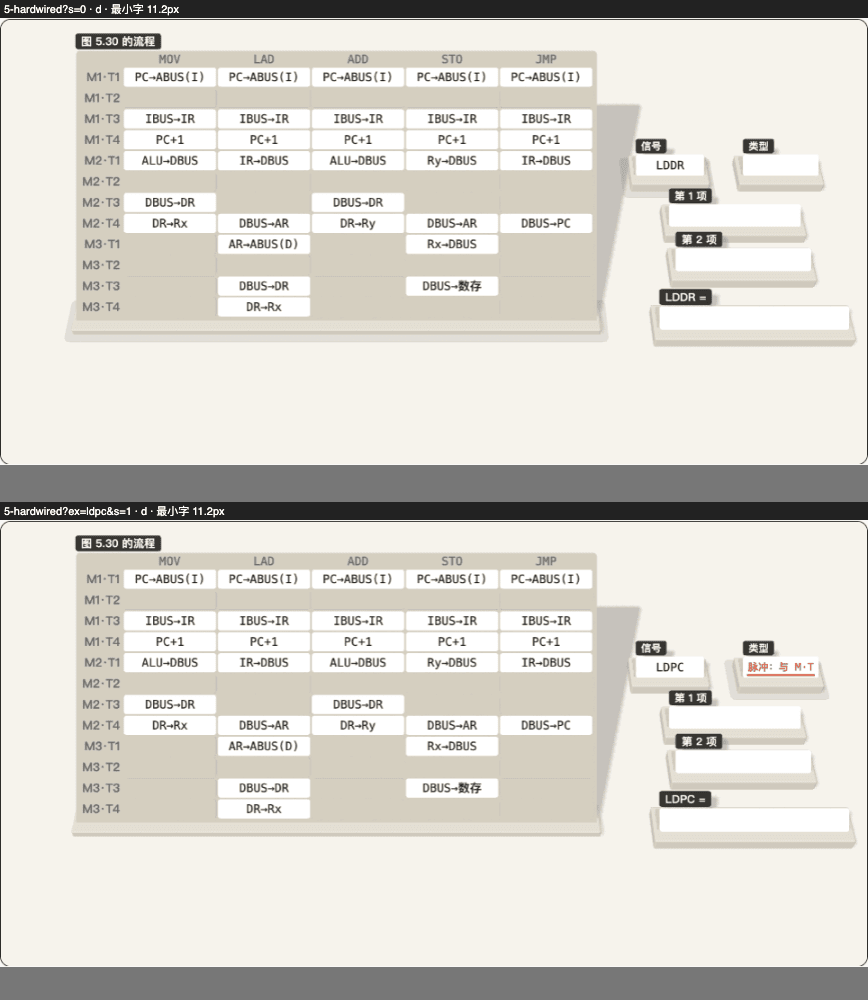 5-hardwired?s=0 · d · 最小字 11.2px
图 5.30 的流程
MOV LAD ADD STO JMP
M1·T1 PC→ABUS(I) PC→ABUS(I) PC→ABUS(I) PC→ABUS(I) PC→ABUS(I)
M1·T2
M1·T3 IBUS→IR IBUS→IR IBUS→IR IBUS→IR IBUS→IR
M1·T4 PC+1 PC+1 PC+1 PC+1 PC+1
M2·T1 ALU→DBUS IR→DBUS ALU→DBUS Ry→DBUS IR→DBUS
M2·T2
M2·T3 DBUS→DR DBUS→DR
M2·T4 DR→Rx DBUS→AR DR→Ry DBUS→AR DBUS→PC
M3·T1 AR→ABUS(D) Rx→DBUS
M3·T2
M3·T3 DBUS→DR DBUS→数存
M3·T4 DR→Rx
信号 类型
LDDR
第 1 项
第 2 项
LDDR =
5-hardwired?ex=ldpc&s=1 · d · 最小字 11.2px
图 5.30 的流程
MOV LAD ADD STO JMP
M1·T1 PC→ABUS(I) PC→ABUS(I) PC→ABUS(I) PC→ABUS(I) PC→ABUS(I)
M1·T2
M1·T3 IBUS→IR IBUS→IR IBUS→IR IBUS→IR IBUS→IR
M1·T4 PC+1 PC+1 PC+1 PC+1 PC+1
M2·T1 ALU→DBUS IR→DBUS ALU→DBUS Ry→DBUS IR→DBUS
M2·T2
M2·T3 DBUS→DR DBUS→DR
M2·T4 DR→Rx DBUS→AR DR→Ry DBUS→AR DBUS→PC
M3·T1 AR→ABUS(D) Rx→DBUS
M3·T2
M3·T3 DBUS→DR DBUS→数存
M3·T4 DR→Rx
信号 类型
LDPC 脉冲: 与 M·T
第 1 项
第 2 项
LDPC =